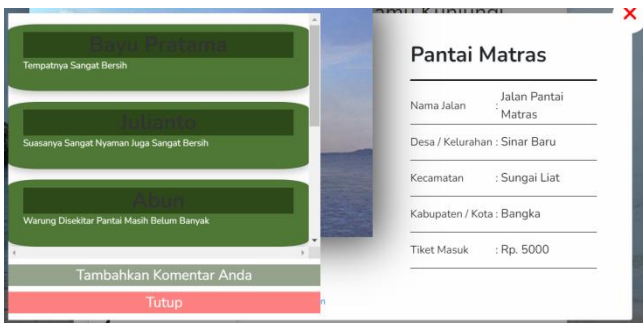 Bayu Pratama
Tempatnya Sangat Bersih
Julianto
Suasanya Sangat Nyaman Juga Sangat Bersih
Abun
Warung Disekitar Pantai Masih Belum Banyak
Tambahkan Komentar Anda
Tutup
Pantai Matras
Nama Jalan : Jalan Pantai
Matras
Desa / Kelurahan : Sinar Baru
Kecamatan : Sungai Liat
Kabupaten / Kota : Bangka
Tiket Masuk : Rp. 5000